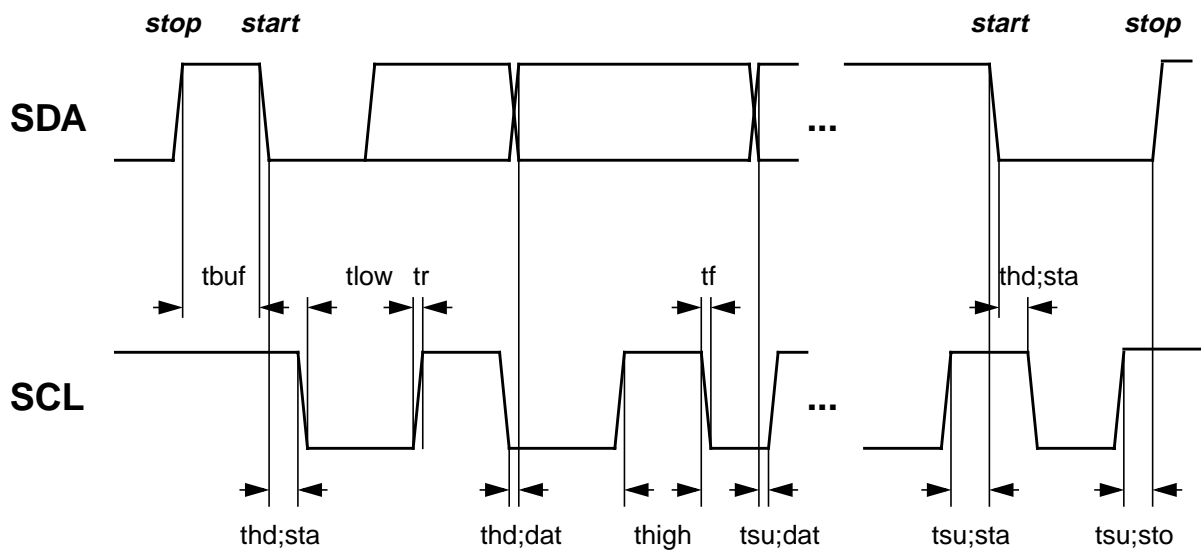 stop start start stop
SDA ...
tbuf tlow tr tf thd;sta
SCL ...
thd;sta thd;dat thigh tsu;dat tsu;sta tsu;sto